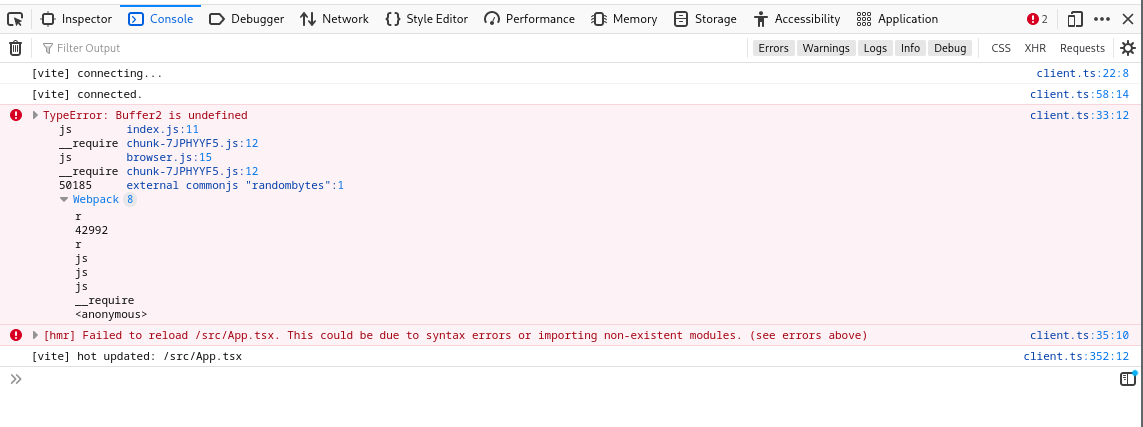 Inspector Console Debugger Network Style Editor Performance Memory Storage Accessibility Application 2
Filter Output Errors Warnings Logs Info Debug CSS XHR Requests
[vite] connecting... client.ts:22:8
[vite] connected. client.ts:58:14
TypeError: Buffer2 is undefined client.ts:33:12
js index.js:11
__require chunk-7JPHYYF5.js:12
js browser.js:15
__require chunk-7JPHYYF5.js:12
50185 external commonjs "randombytes":1
Webpack 8
r
42992
r
js
js
js
__require
<anonymous>
[hmr] Failed to reload /src/App.tsx. This could be due to syntax errors or importing non-existent modules. (see errors above) client.ts:35:10
[vite] hot updated: /src/App.tsx client.ts:352:12